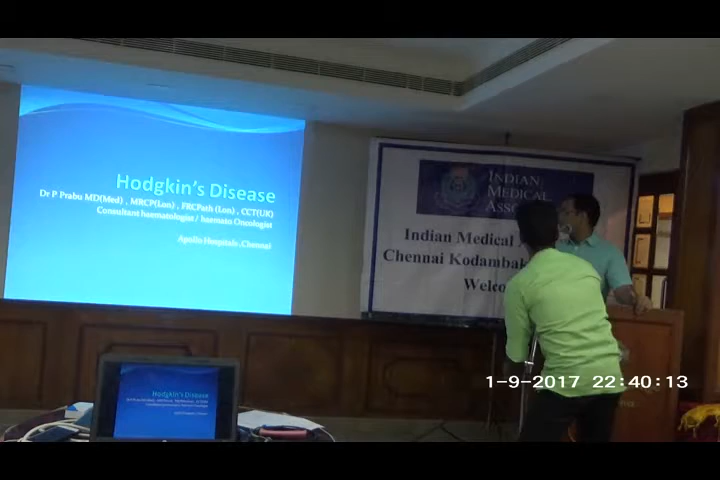 Hodgkin's Disease
Dr P Prabu MD(Med) , MRCP(Lon) , FRCPath (Lon) , CCT(UK)
Consultant haematologist / haemato Oncologist
Apollo Hospitals ,Chennai
INDIAN
MEDICAL
Indian Medical
Chennai Kodambak
Hodgkin's Disease
1-9-2017 22:40:13